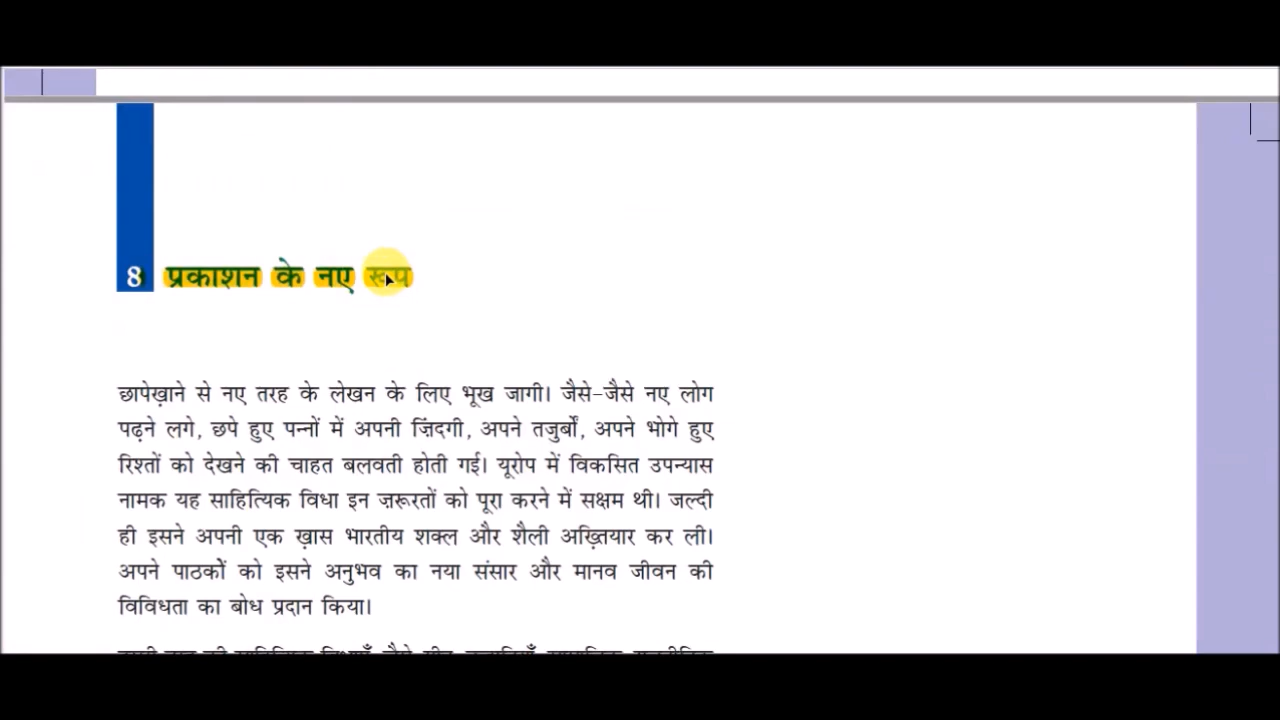 8 प्रकाशन के नए रूप
छापेख़ाने से नए तरह के लेखन के लिए भूख जागी। जैसे-जैसे नए लोग
पढ़ने लगे, छपे हुए पन्नों में अपनी ज़िंदगी, अपने तजुर्बों, अपने भोगे हुए
रिश्तों को देखने की चाहत बलवती होती गई। यूरोप में विकसित उपन्यास
नामक यह साहित्यिक विधा इन ज़रूरतों को पूरा करने में सक्षम थी। जल्दी
ही इसने अपनी एक ख़ास भारतीय शक्ल और शैली अख़्तियार कर ली।
अपने पाठकों को इसने अनुभव का नया संसार और मानव जीवन की
विविधता का बोध प्रदान किया।